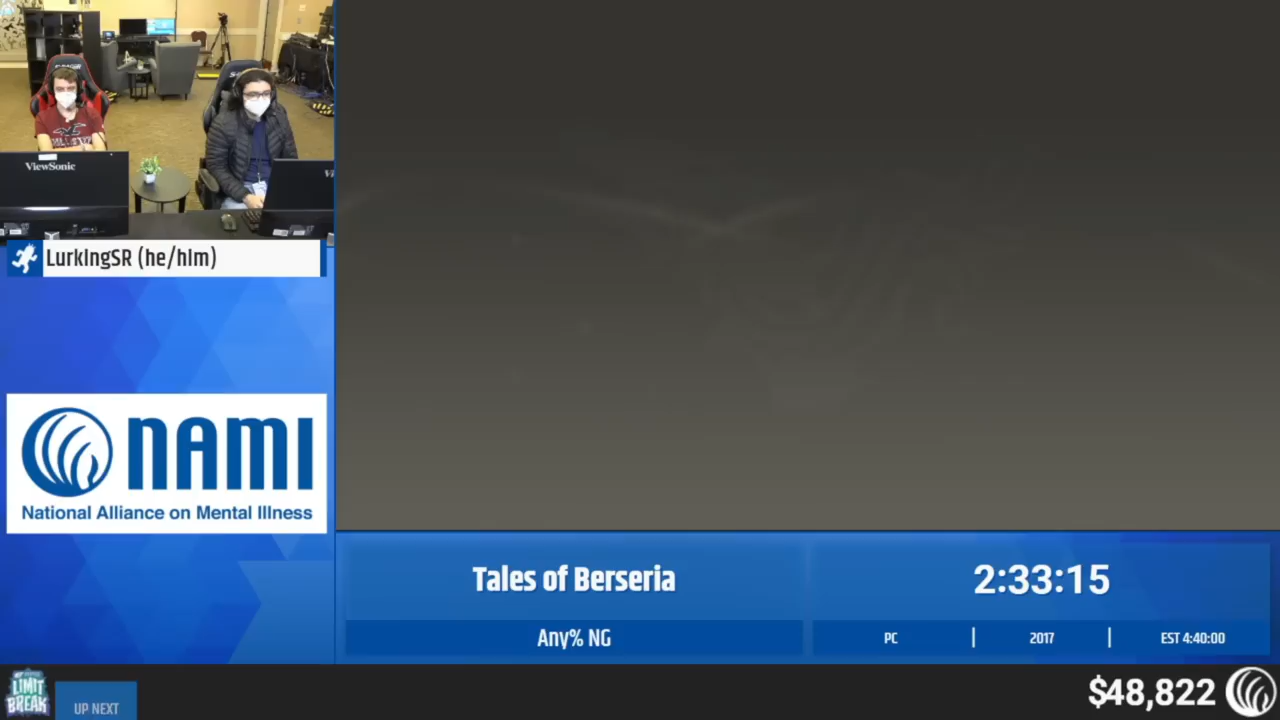 ViewSonic
LurkingSR (he/him)
NAMI
National Alliance on Mental Illness
Tales of Berseria
2:33:15
Any% NG
PC
2017
EST 4:40:00
LIMIT
BREAK
UP NEXT
$48,822